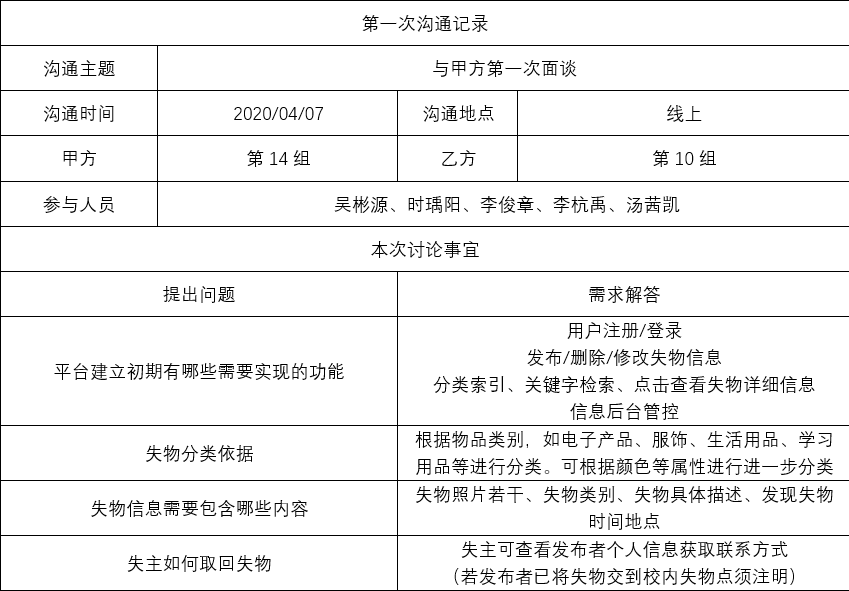 第一次沟通记录
沟通主题
与甲方第一次面谈
沟通时间
2020/04/07
沟通地点
线上
甲方
第 14 组
乙方
第 10 组
参与人员
吴彬源、时瑀阳、李俊章、李杭禹、汤茜凯
本次讨论事宜
提出问题
需求解答
平台建立初期有哪些需要实现的功能
用户注册/登录
发布/删除/修改失物信息
分类索引、关键字检索、点击查看失物详细信息
信息后台管控
失物分类依据
根据物品类别，如电子产品、服饰、生活用品、学习
用品等进行分类。可根据颜色等属性进行进一步分类
失物信息需要包含哪些内容
失物照片若干、失物类别、失物具体描述、发现失物
时间地点
失主如何取回失物
失主可查看发布者个人信息获取联系方式
（若发布者已将失物交到校内失物点须注明）